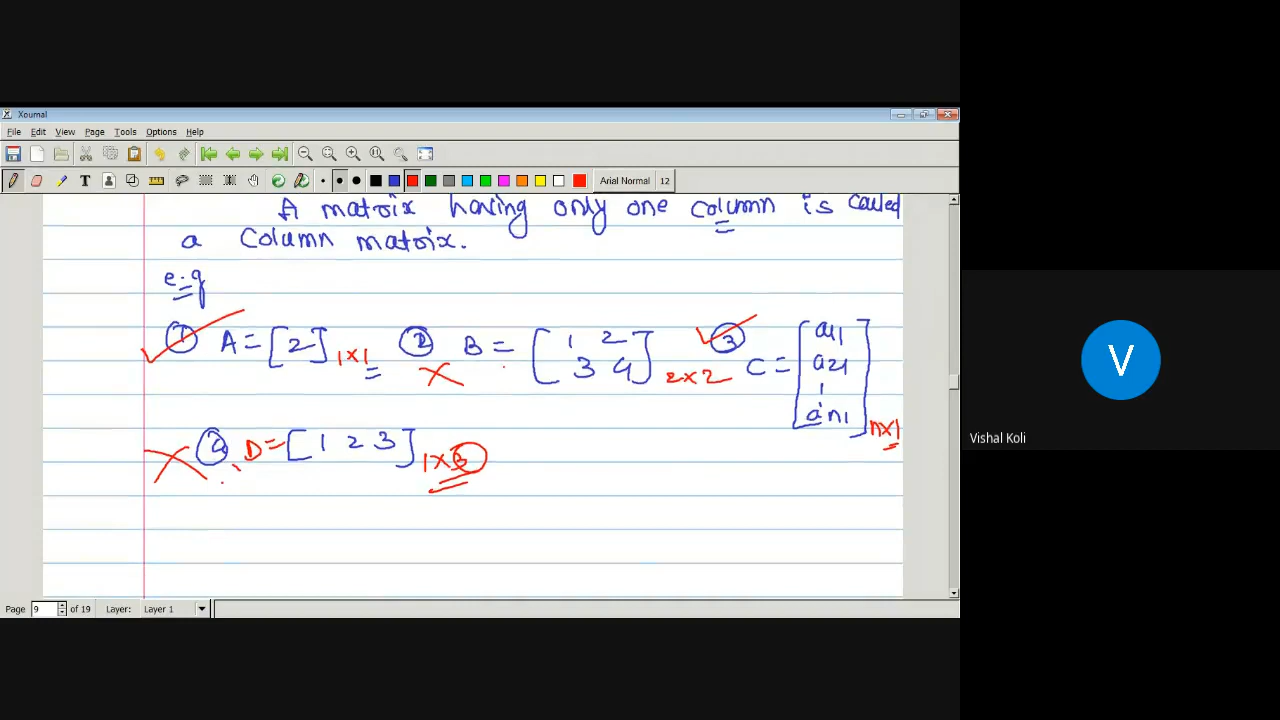 Xournal
File Edit View Page Tools Options Help
Arial Normal 12
A matrix having only one column is called
a Column matrix.
e.g
① A = [2] 1×1 ② B = [1 2 3 4] 2×2 ③ C = [a11 a21 an1] n×1
④ D = [1 2 3] 1×3
V
Vishal Koli
Page 9 of 19 Layer: Layer 1